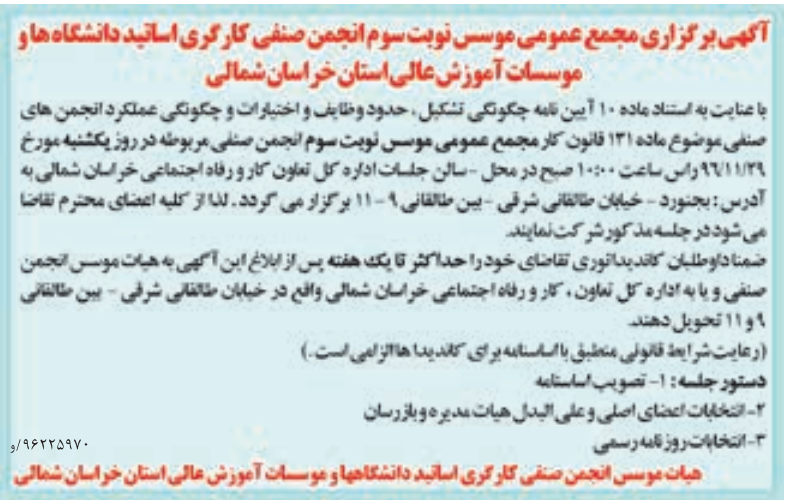 آگهی برگزاری مجمع عمومی موسس نوبت سوم انجمن صنفی کارگری اساتید دانشگاه ها و
موسسات آموزش عالی استان خراسان شمالی
با عنایت به استناد ماده ۱۰ آیین نامه چگونگی تشکیل، حدود وظایف و اختیارات و چگونگی عملکرد انجمن های
صنفی موضوع ماده ۱۳۱ قانون کار مجمع عمومی موسس نوبت سوم انجمن صنفی مربوطه در روز یکشنبه مورخ
۹۶/۱۱/۲۹ راس ساعت ۱۰:۰۰ صبح در محل - سالن جلسات اداره کل تعاون کار و رفاه اجتماعی خراسان شمالی به
آدرس: بجنورد - خیابان طالقانی شرقی - بین طالقانی ۹ - ۱۱ برگزار می گردد. لذا از کلیه اعضای محترم تقاضا
می شود در جلسه مذکور شرکت نمایند.
ضمنا داوطلبان کاندیداتوری تقاضای خود را حداکثر تا یک هفته پس از ابلاغ این آگهی به هیات موسس انجمن
صنفی و یا به اداره کل تعاون، کار و رفاه اجتماعی خراسان شمالی واقع در خیابان طالقانی شرقی - بین طالقانی
۹ و ۱۱ تحویل دهند.
(رعایت شرایط قانونی منطبق با اساسنامه برای کاندیدا ها الزامی است.)
دستور جلسه: ۱- تصویب اساسنامه
۲- انتخابات اعضای اصلی و علی البدل هیات مدیره و بازرسان
۳- انتخابات روزنامه رسمی
۹۶۲۲۵۹۷۰/و
هیات موسس انجمن صنفی کارگری اساتید دانشگاهها و موسسات آموزش عالی استان خراسان شمالی